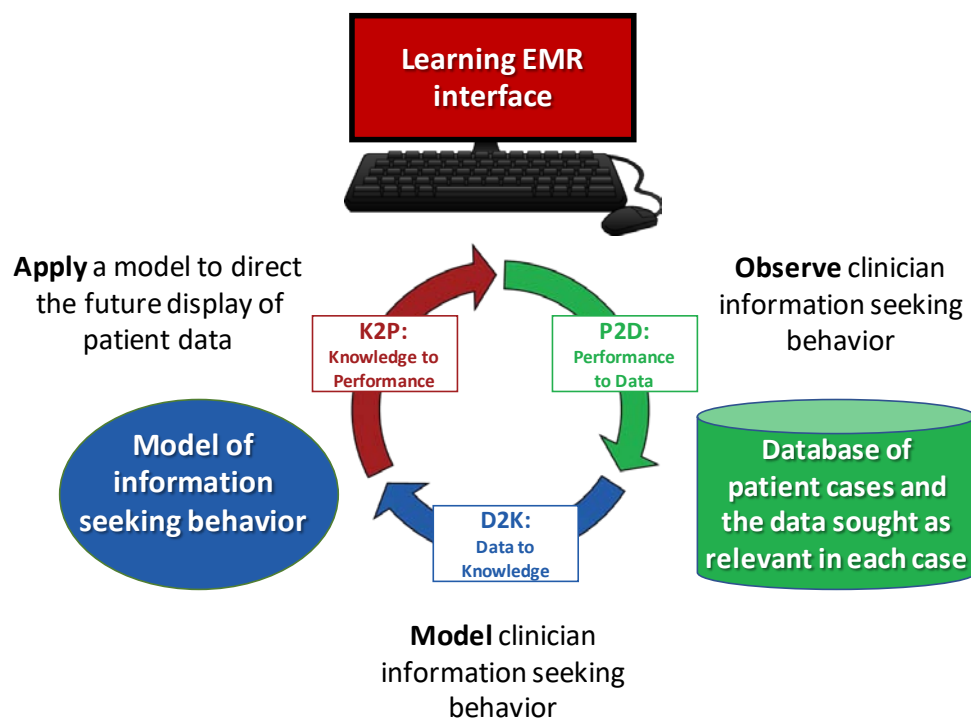 Learning EMR
interface
Apply a model to direct
the future display of
patient data
Observe clinician
information seeking
behavior
K2P:
Knowledge to
Performance
P2D:
Performance
to Data
Model of
information
seeking behavior
Database of
patient cases and
the data sought as
relevant in each case
D2K:
Data to
Knowledge
Model clinician
information seeking
behavior